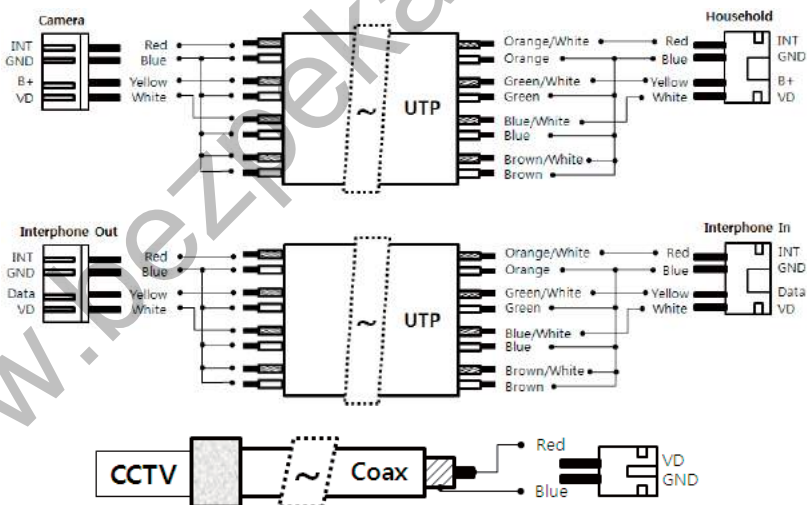 Camera
Household
INT Red Orange/White Red INT
GND Blue Orange Blue GND
B+ Yellow Green/White Yellow B+
VD White Green White VD
~ UTP
Blue/White
Blue
Brown/White
Brown
Interphone Out
Interphone In
INT Red Orange/White Red INT
GND Blue Orange Blue GND
Data Yellow Green/White Yellow Data
VD White Green White VD
~ UTP
Blue/White
Blue
Brown/White
Brown
CCTV ~ Coax
Red
Blue
VD
GND
w.bezpeka